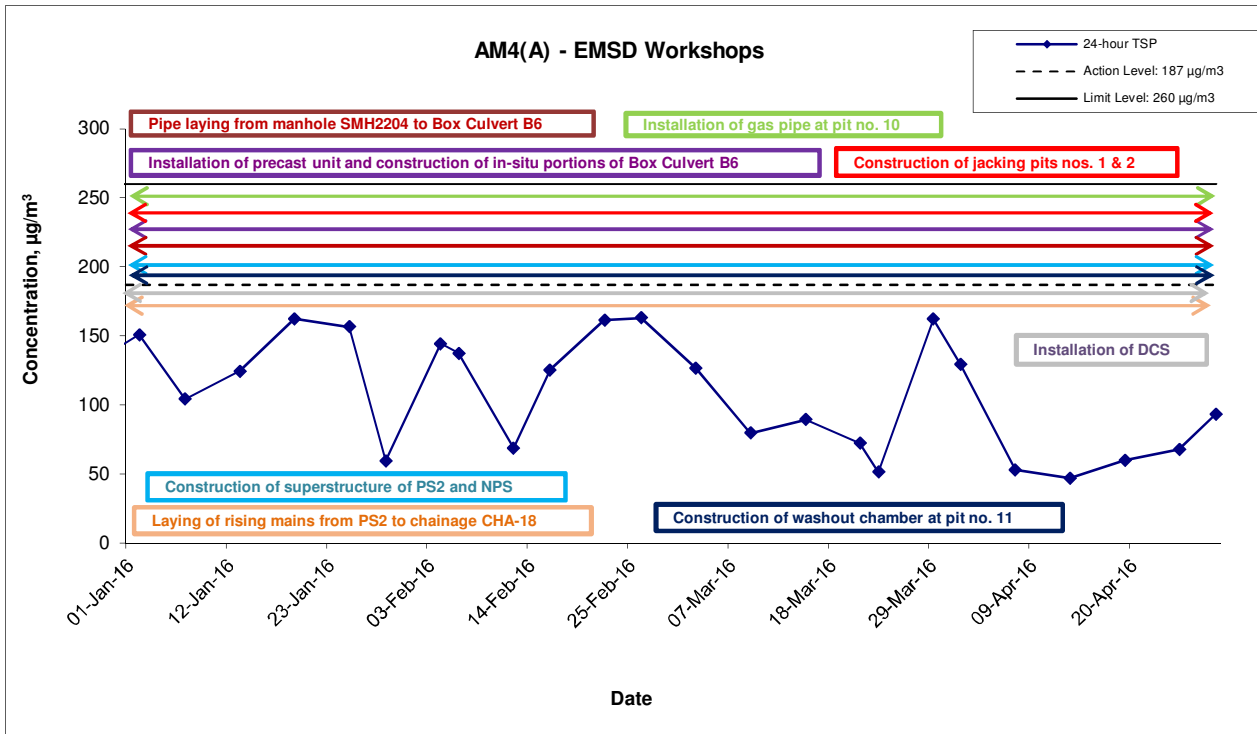 AM4(A) - EMSD Workshops
24-hour TSP
Action Level: 187 µg/m3
Limit Level: 260 µg/m3
Pipe laying from manhole SMH2204 to Box Culvert B6
Installation of gas pipe at pit no. 10
Installation of precast unit and construction of in-situ portions of Box Culvert B6
Construction of jacking pits nos. 1 & 2
Installation of DCS
Construction of superstructure of PS2 and NPS
Laying of rising mains from PS2 to chainage CHA-18
Construction of washout chamber at pit no. 11
Concentration, µg/m³
300
250
200
150
100
50
0
01-Jan-16
12-Jan-16
23-Jan-16
03-Feb-16
14-Feb-16
25-Feb-16
07-Mar-16
18-Mar-16
29-Mar-16
09-Apr-16
20-Apr-16
Date